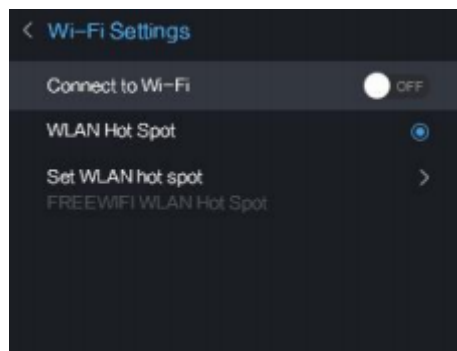 Wi-Fi Settings
Connect to Wi-Fi
OFF
WLAN Hot Spot
Set WLAN hot spot
FREEWIFI WLAN Hot Spot